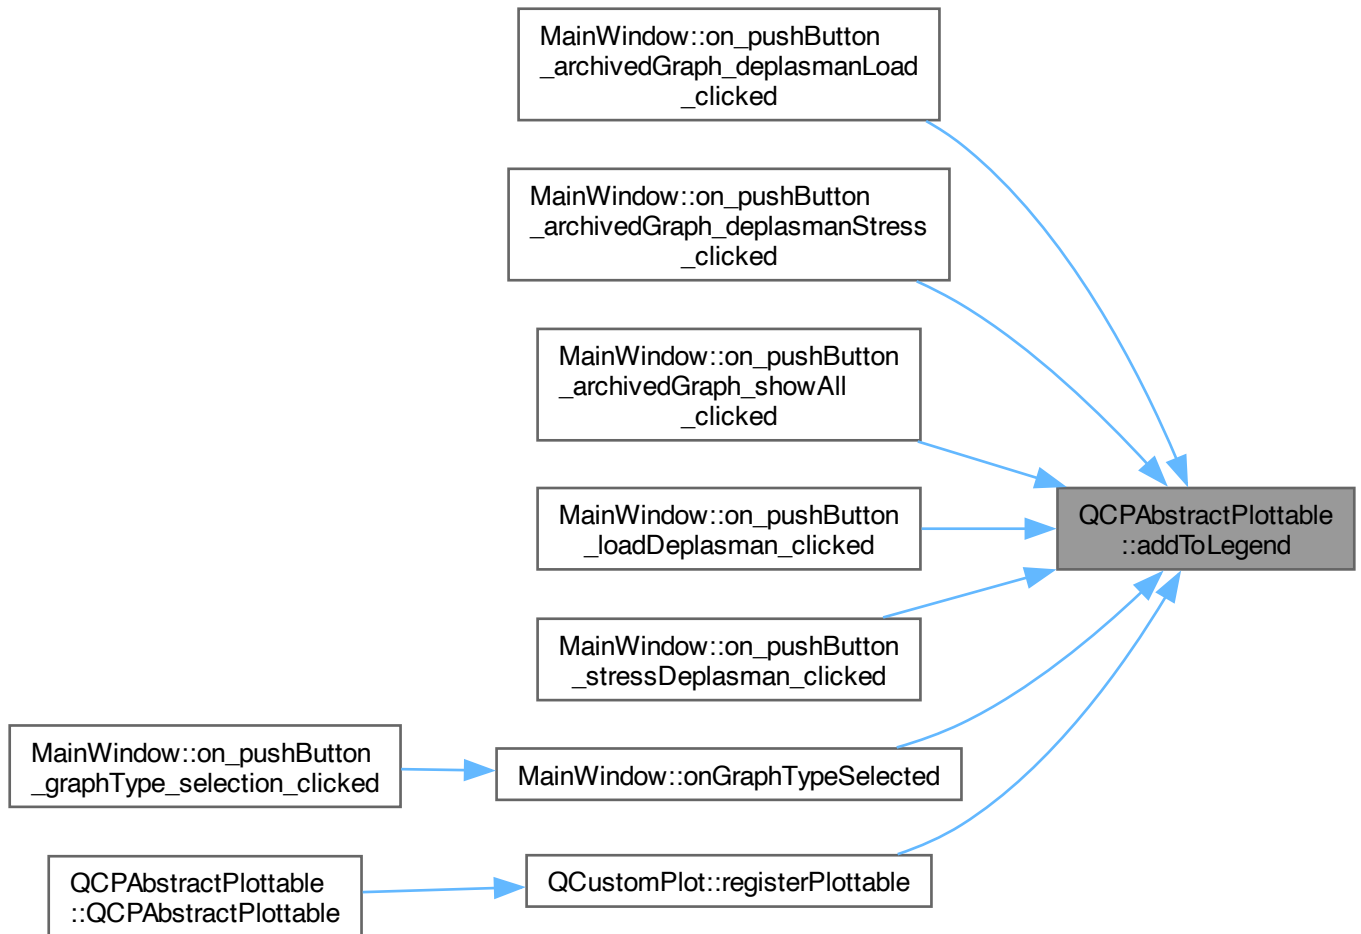 MainWindow::on_pushButton
_archivedGraph_deplasmanLoad
_clicked
MainWindow::on_pushButton
_archivedGraph_deplasmanStress
_clicked
MainWindow::on_pushButton
_archivedGraph_showAll
_clicked
MainWindow::on_pushButton
_loadDeplasman_clicked
QCPAbstractPlottable
::addToLegend
MainWindow::on_pushButton
_stressDeplasman_clicked
MainWindow::on_pushButton
_graphType_selection_clicked
MainWindow::onGraphTypeSelected
QCPAbstractPlottable
::QCPAbstractPlottable
QCustomPlot::registerPlottable